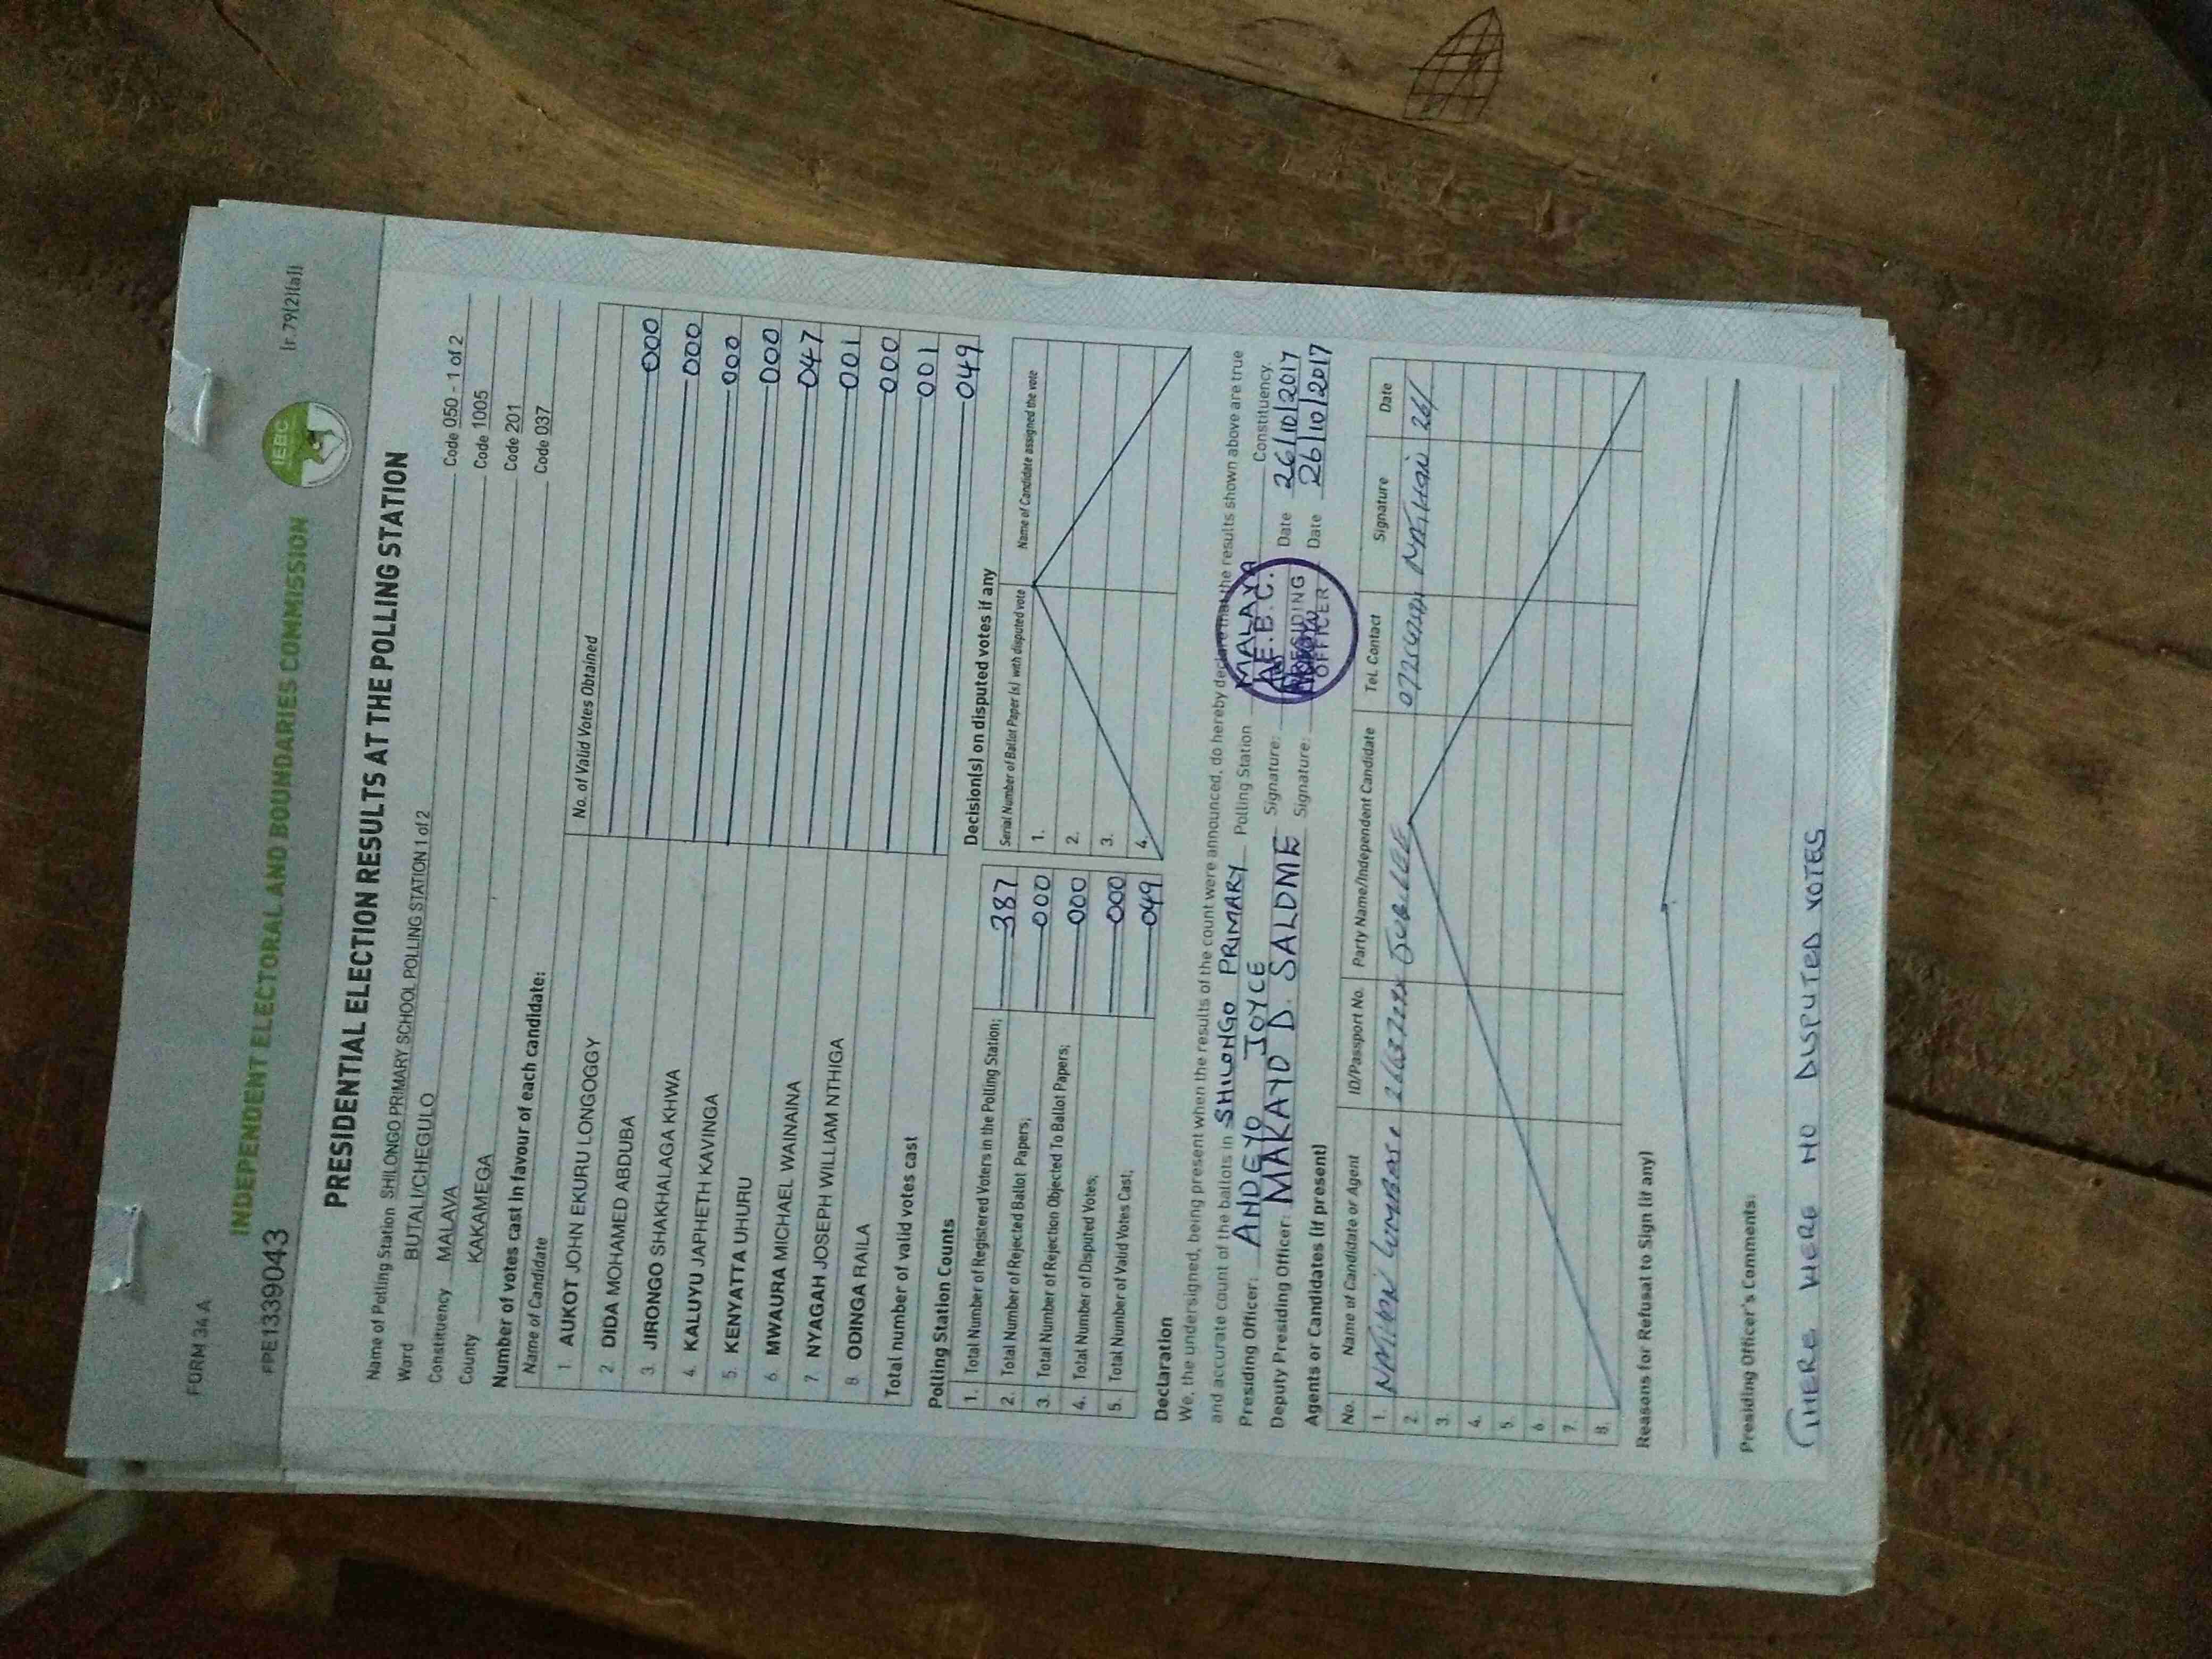 FORM 34 A
[r.79(2)(a)]
INDEPENDENT ELECTORAL AND BOUNDARIES COMMISSION
IEBC
FPE1339043
PRESIDENTIAL ELECTION RESULTS AT THE POLLING STATION
Name of Polling Station SHILONGO PRIMARY SCHOOL POLLING STATION 1 of 2 Code 050 - 1 of 2
Ward BUTALI/CHEGULO Code 1005
Constituency MALAVA Code 201
County KAKAMEGA Code 037
Number of votes cast in favour of each candidate:
Name of Candidate No. of Valid Votes Obtained
1 AUKOT JOHN EKURU LONGOGGY 000
2 DIDA MOHAMED ABDUBA 000
3. JIRONGO SHAKHALAGA KHWA 000
4. KALUYU JAPHETH KAVINGA 000
5. KENYATTA UHURU 047
6 MWAURA MICHAEL WAINAINA 001
7. NYAGAH JOSEPH WILLIAM NTHIGA 000
8. ODINGA RAILA 001
Total number of valid votes cast 049
Polling Station Counts
1. Total Number of Registered Voters in the Polling Station; 387
2. Total Number of Rejected Ballot Papers; 000
3. Total Number of Rejection Objected To Ballot Papers; 000
4. Total Number of Disputed Votes; 000
5. Total Number of Valid Votes Cast; 049
Decision(s) on disputed votes if any
Serial Number of Ballot Paper (s) with disputed vote Name of Candidate assigned the vote
1.
2.
3.
4.
Declaration
We, the undersigned, being present when the results of the count were announced, do hereby declare that the results shown above are true
and accurate count of the ballots in SHILONGO PRIMARY Polling Station MALAVA Constituency.
Presiding Officer: ANDEYO JOYCE Signature: Date 26/10/2017
Deputy Presiding Officer: MAKAYO D. SALOME Signature: Date 26/10/2017
I.E.B.C.
PRESIDING
OFFICER
Agents or Candidates (if present)
No. Name of Candidate or Agent ID/Passport No. Party Name/Independent Candidate Tel. Contact Signature Date
1. Jubilee 26/
2.
3.
4.
5.
6
7.
8.
Reasons for Refusal to Sign (if any)
Presiding Officer's Comments:
THERE WERE NO DISPUTED VOTES